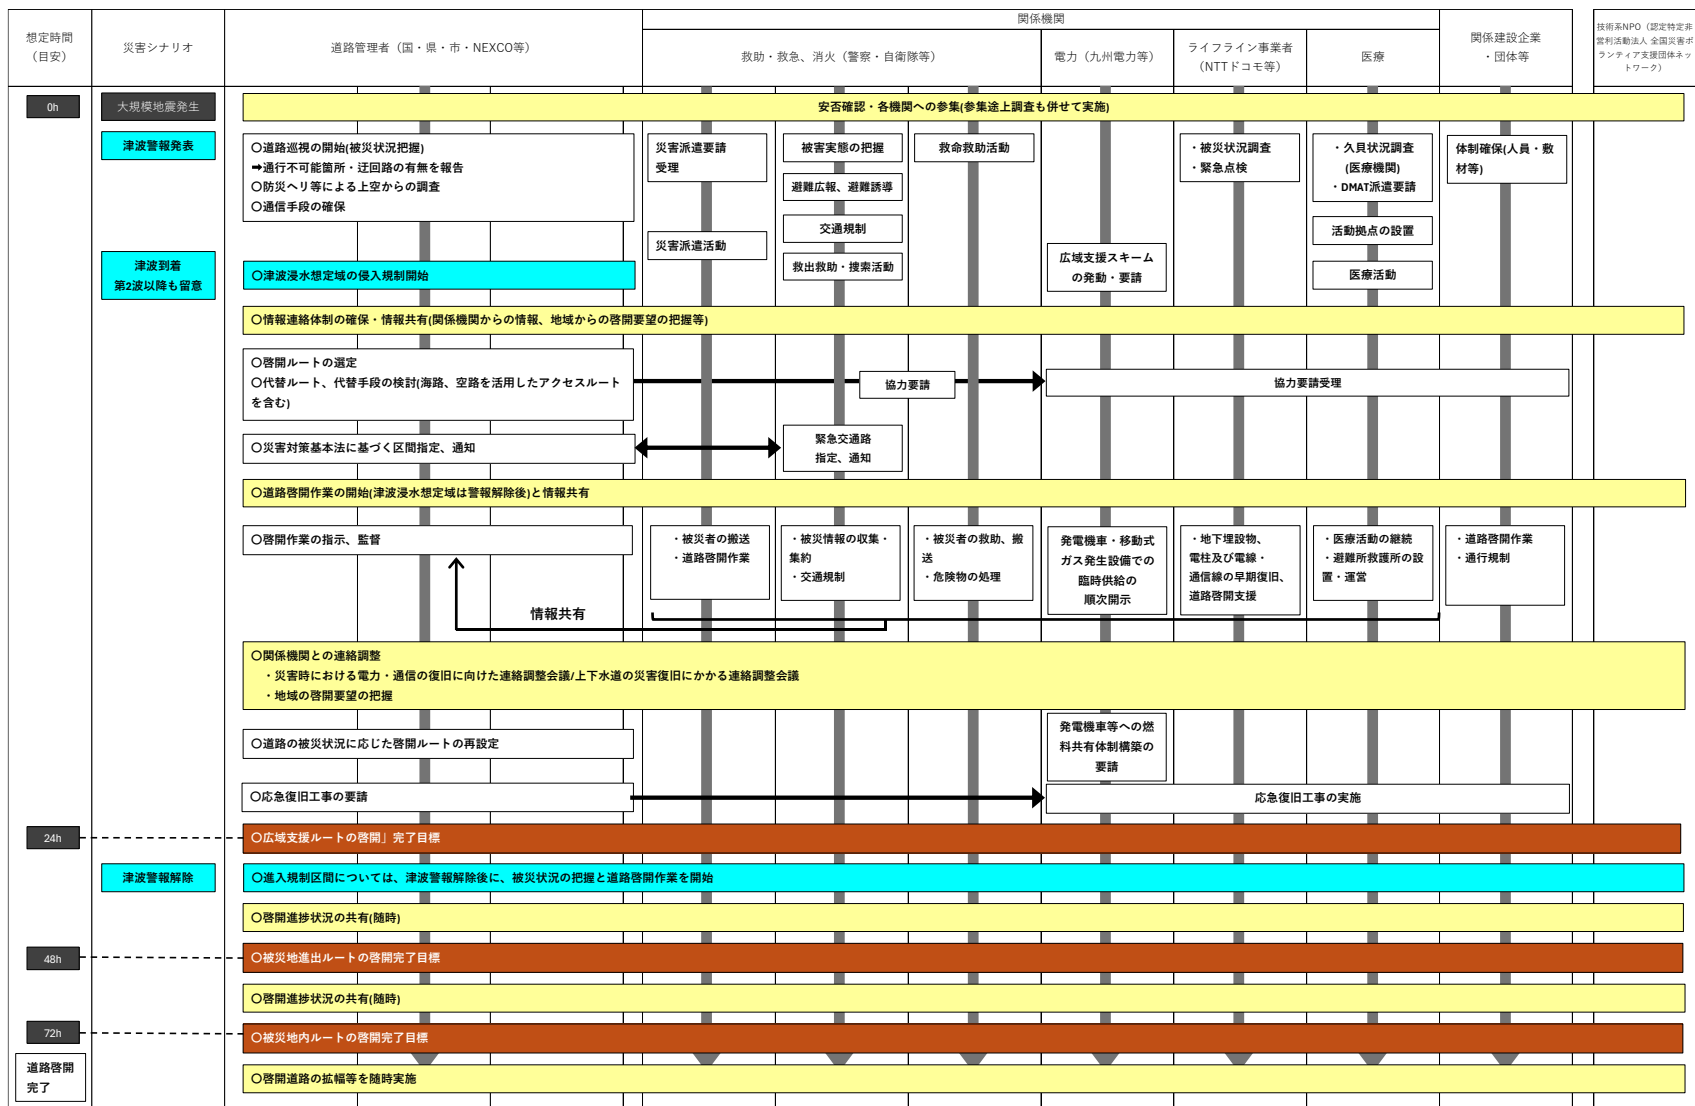 想定時間
（目安）
災害シナリオ
道路管理者（国・県・市・NEXCO等）
関係機関
救助・救急、消火（警察・自衛隊等）
電力（九州電力等）
ライフライン事業者
（NTTドコモ等）
医療
関係建設企業
・団体等
技術系NPO（認定特定非
営利活動法人 全国災害ボ
ランティア支援団体ネッ
トワーク）
0h
大規模地震発生
安否確認・各機関への参集(参集途上調査も併せて実施)
津波警報発表
〇道路巡視の開始(被災状況把握)
➡通行不可能箇所・迂回路の有無を報告
〇防災ヘリ等による上空からの調査
〇通信手段の確保
災害派遣要請
受理
被害実態の把握
救命救助活動
・被災状況調査
・緊急点検
・久貝状況調査
(医療機関)
・DMAT派遣要請
体制確保(人員・敷
材等)
避難広報、避難誘導
交通規制
活動拠点の設置
災害派遣活動
津波到着
第2波以降も留意
〇津波浸水想定域の侵入規制開始
救出救助・捜索活動
広域支援スキーム
の発動・要請
医療活動
〇情報連絡体制の確保・情報共有(関係機関からの情報、地域からの啓開要望の把握等)
〇啓開ルートの選定
〇代替ルート、代替手段の検討(海路、空路を活用したアクセスルート
を含む)
協力要請
協力要請受理
〇災害対策基本法に基づく区間指定、通知
緊急交通路
指定、通知
〇道路啓開作業の開始(津波浸水想定域は警報解除後)と情報共有
〇啓開作業の指示、監督
・被災者の搬送
・道路啓開作業
・被災情報の収集・
集約
・交通規制
・被災者の救助、搬
送
・危険物の処理
発電機車・移動式
ガス発生設備での
臨時供給の
順次開示
・地下埋設物、
電柱及び電線・
通信線の早期復旧、
道路啓開支援
・医療活動の継続
・避難所救護所の設
置・運営
・道路啓開作業
・通行規制
情報共有
〇関係機関との連絡調整
・災害時における電力・通信の復旧に向けた連絡調整会議/上下水道の災害復旧にかかる連絡調整会議
・地域の啓開要望の把握
〇道路の被災状況に応じた啓開ルートの再設定
発電機車等への燃
料共有体制構築の
要請
〇応急復旧工事の要請
応急復旧工事の実施
24h
〇広域支援ルートの啓開」完了目標
津波警報解除
〇進入規制区間については、津波警報解除後に、被災状況の把握と道路啓開作業を開始
〇啓開進捗状況の共有(随時)
48h
〇被災地進出ルートの啓開完了目標
〇啓開進捗状況の共有(随時)
72h
〇被災地内ルートの啓開完了目標
道路啓開
完了
〇啓開道路の拡幅等を随時実施